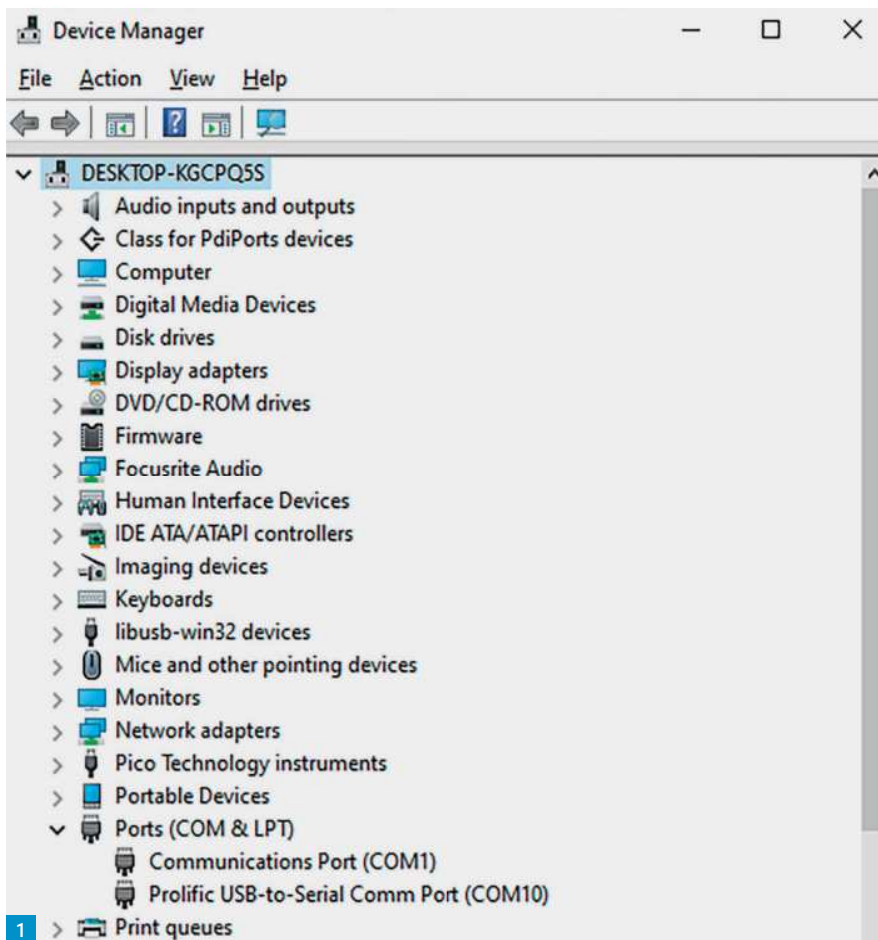 Device Manager
File Action View Help
DESKTOP-KGCPQ5S
Audio inputs and outputs
Class for PdiPorts devices
Computer
Digital Media Devices
Disk drives
Display adapters
DVD/CD-ROM drives
Firmware
Focusrite Audio
Human Interface Devices
IDE ATA/ATAPI controllers
Imaging devices
Keyboards
libusb-win32 devices
Mice and other pointing devices
Monitors
Network adapters
Pico Technology instruments
Portable Devices
Ports (COM & LPT)
Communications Port (COM1)
Prolific USB-to-Serial Comm Port (COM10)
1 Print queues